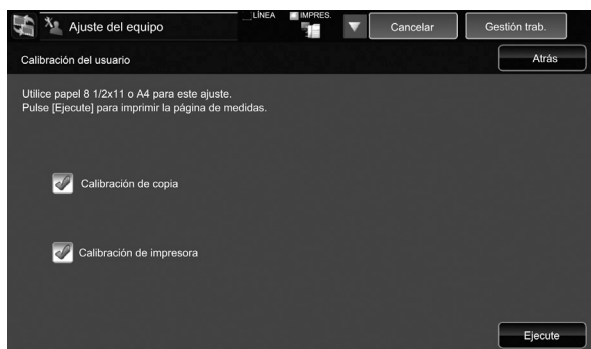 Ajuste del equipo
LÍNEA
IMPRES.
Cancelar
Gestión trab.
Calibración del usuario
Atrás
Utilice papel 8 1/2x11 o A4 para este ajuste.
Pulse [Ejecute] para imprimir la página de medidas.
Calibración de copia
Calibración de impresora
Ejecute